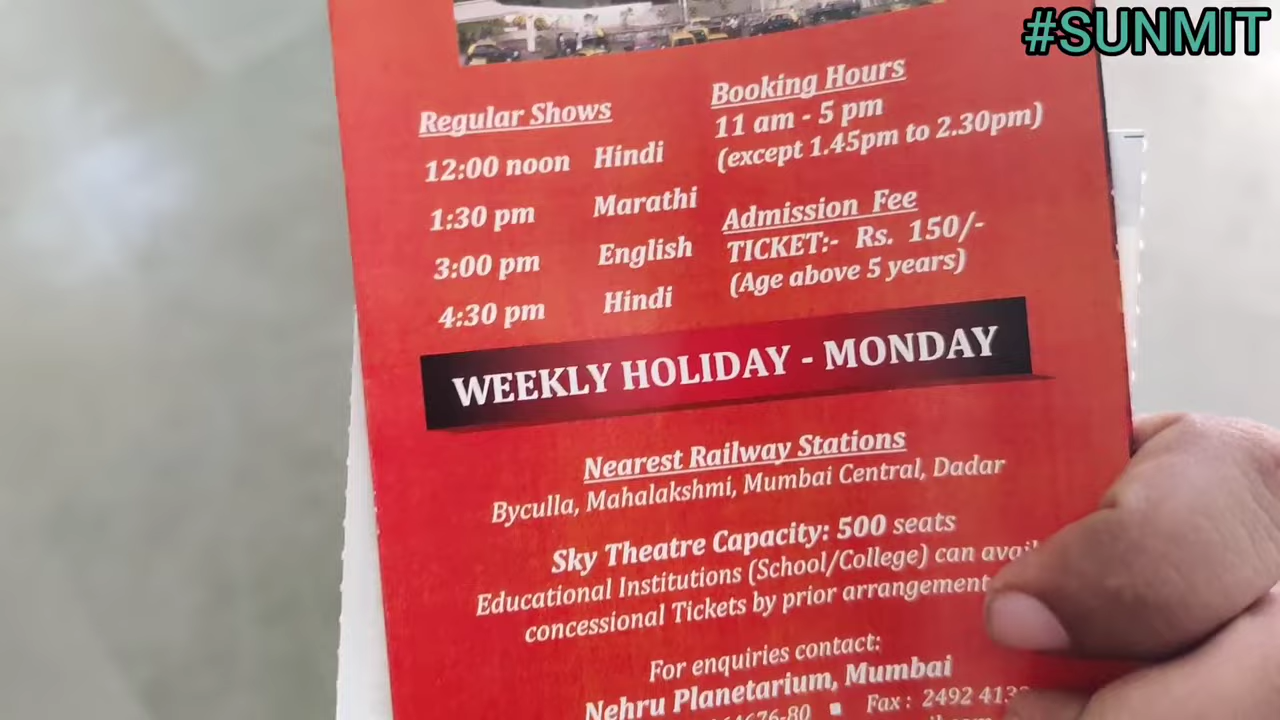 #SUNMIT
Regular Shows
12:00 noon Hindi
1:30 pm Marathi
3:00 pm English
4:30 pm Hindi
Booking Hours
11 am - 5 pm
(except 1.45pm to 2.30pm)
Admission Fee
TICKET:- Rs. 150/-
(Age above 5 years)
WEEKLY HOLIDAY - MONDAY
Nearest Railway Stations
Byculla, Mahalakshmi, Mumbai Central, Dadar
Sky Theatre Capacity: 500 seats
Educational Institutions (School/College) can
concessional Tickets by prior arrangement
For enquiries contact:
Nehru Planetarium, Mumbai
Fax : 2492